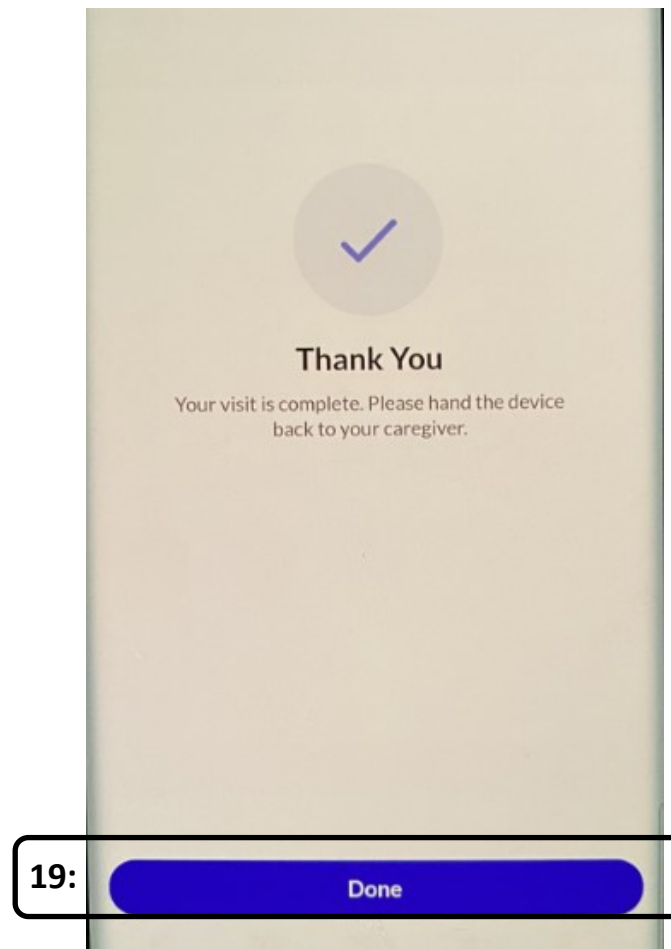 Thank You
Your visit is complete. Please hand the device
back to your caregiver.
19:
Done